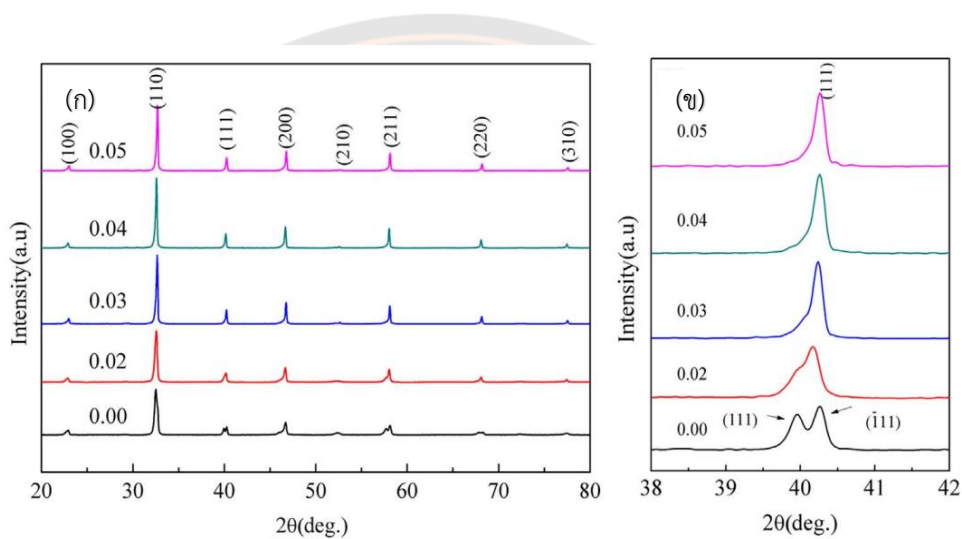 (ก)
(100)
(110)
(111)
(200)
(210)
(211)
(220)
(310)
0.05
0.04
0.03
0.02
0.00
Intensity(a.u)
20 30 40 50 60 70 80
2θ(deg.)
(ข)
(111)
0.05
0.04
0.03
0.02
0.00
(111)
(1̄11)
Intensity(a.u)
38 39 40 41 42
2θ(deg.)